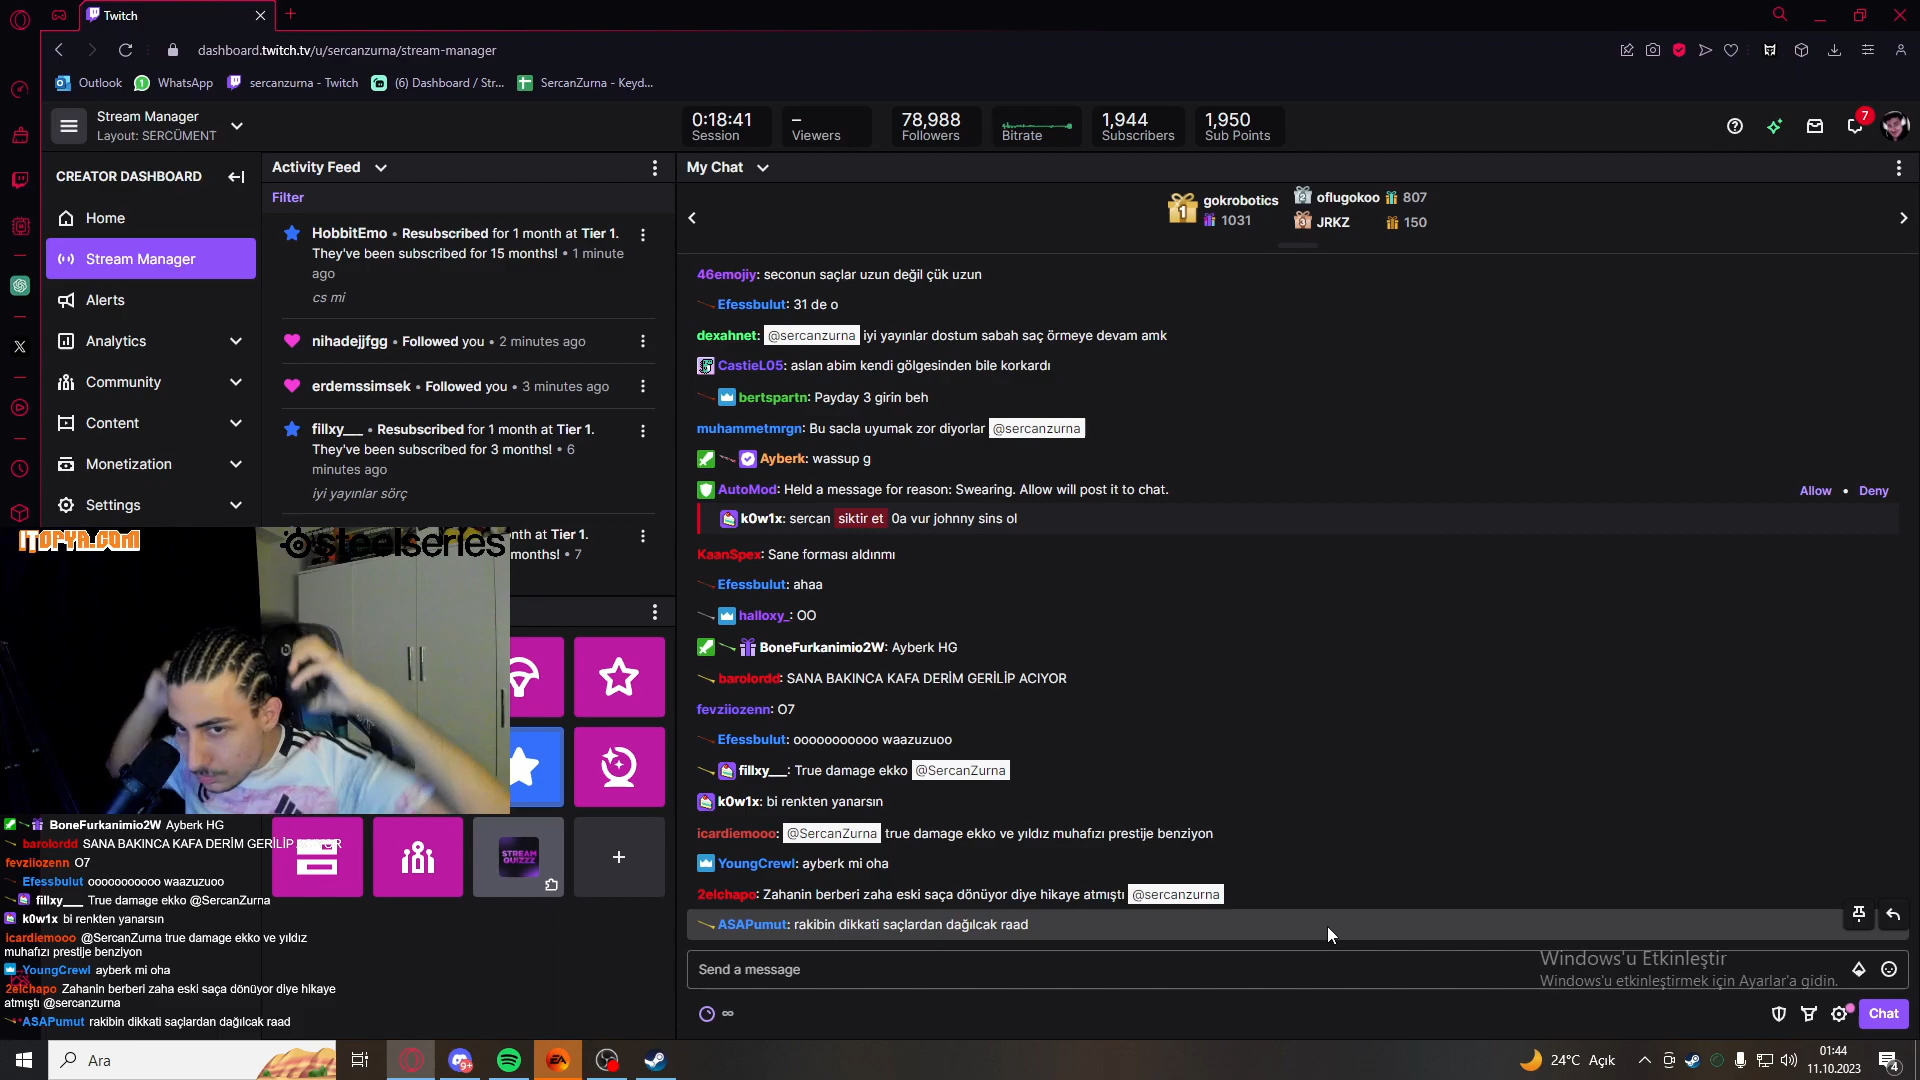 Twitch
dashboard.twitch.tv/u/sercanzurna/stream-manager
Outlook
WhatsApp
sercanzurna - Twitch
(6) Dashboard / Str...
SercanZurna - Keyd...
Stream Manager
Layout: SERCÜMENT
0:18:41
Session
–
Viewers
78,988
Followers
Bitrate
1,944
Subscribers
1,950
Sub Points
7
CREATOR DASHBOARD
Home
Stream Manager
Alerts
Analytics
Community
Content
Monetization
Settings
Activity Feed
Filter
HobbitEmo • Resubscribed for 1 month at Tier 1.
They've been subscribed for 15 months! • 1 minute
ago
cs mi
nihadejjfgg • Followed you • 2 minutes ago
erdemssimsek • Followed you • 3 minutes ago
fillxy___ • Resubscribed for 1 month at Tier 1.
They've been subscribed for 3 months! • 6
minutes ago
iyi yayınlar sörç
nth at Tier 1.
months! • 7
STREAM
QUIZZZ
My Chat
1
gokrobotics
1031
2
oflugokoo 807
3
JRKZ 150
46emojiy: seconun saçlar uzun değil çük uzun
Efessbulut: 31 de o
dexahnet: @sercanzurna iyi yayınlar dostum sabah saç örmeye devam amk
CastieL05: aslan abim kendi gölgesinden bile korkardı
bertspartn: Payday 3 girin beh
muhammetmrgn: Bu sacla uyumak zor diyorlar @sercanzurna
Ayberk: wassup g
AutoMod: Held a message for reason: Swearing. Allow will post it to chat.
Allow • Deny
k0w1x: sercan siktir et 0a vur johnny sins ol
KaanSpex: Sane forması aldınmı
Efessbulut: ahaa
halloxy_: OO
BoneFurkanimio2W: Ayberk HG
barolordd: SANA BAKINCA KAFA DERİM GERİLİP ACIYOR
fevziiozenn: O7
Efessbulut: ooooooooooo waazuzuoo
fillxy___: True damage ekko @SercanZurna
k0w1x: bi renkten yanarsın
icardiemooo: @SercanZurna true damage ekko ve yıldız muhafızı prestije benziyon
YoungCrewl: ayberk mi oha
2elchapo: Zahanin berberi zaha eski saça dönüyor diye hikaye atmıştı @sercanzurna
ASAPumut: rakibin dikkati saçlardan dağılcak raad
Send a message
Windows'u Etkinleştir
Windows'u etkinleştirmek için Ayarlar'a gidin.
Chat
ITOPYA.COM
steelseries
BoneFurkanimio2W Ayberk HG
barolordd SANA BAKINCA KAFA DERİM GERİLİP
fevziiozenn O7
Efessbulut ooooooooooo waazuzuoo
fillxy___ True damage ekko @SercanZurna
k0w1x bi renkten yanarsın
icardiemooo @SercanZurna true damage ekko ve yıldız
muhafızı prestije benziyon
YoungCrewl ayberk mi oha
2elchapo Zahanin berberi zaha eski saça dönüyor diye hikaye
atmıştı @sercanzurna
ASAPumut rakibin dikkati saçlardan dağılcak raad
Ara
9+
EA
24°C Açık
01:44
11.10.2023
4